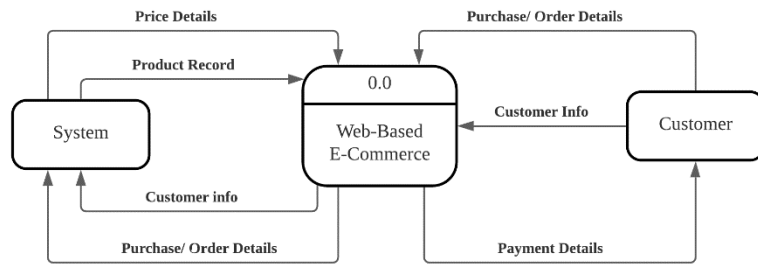 Price Details
Purchase/ Order Details
Product Record
0.0
System
Web-Based
E-Commerce
Customer Info
Customer
Customer info
Purchase/ Order Details
Payment Details